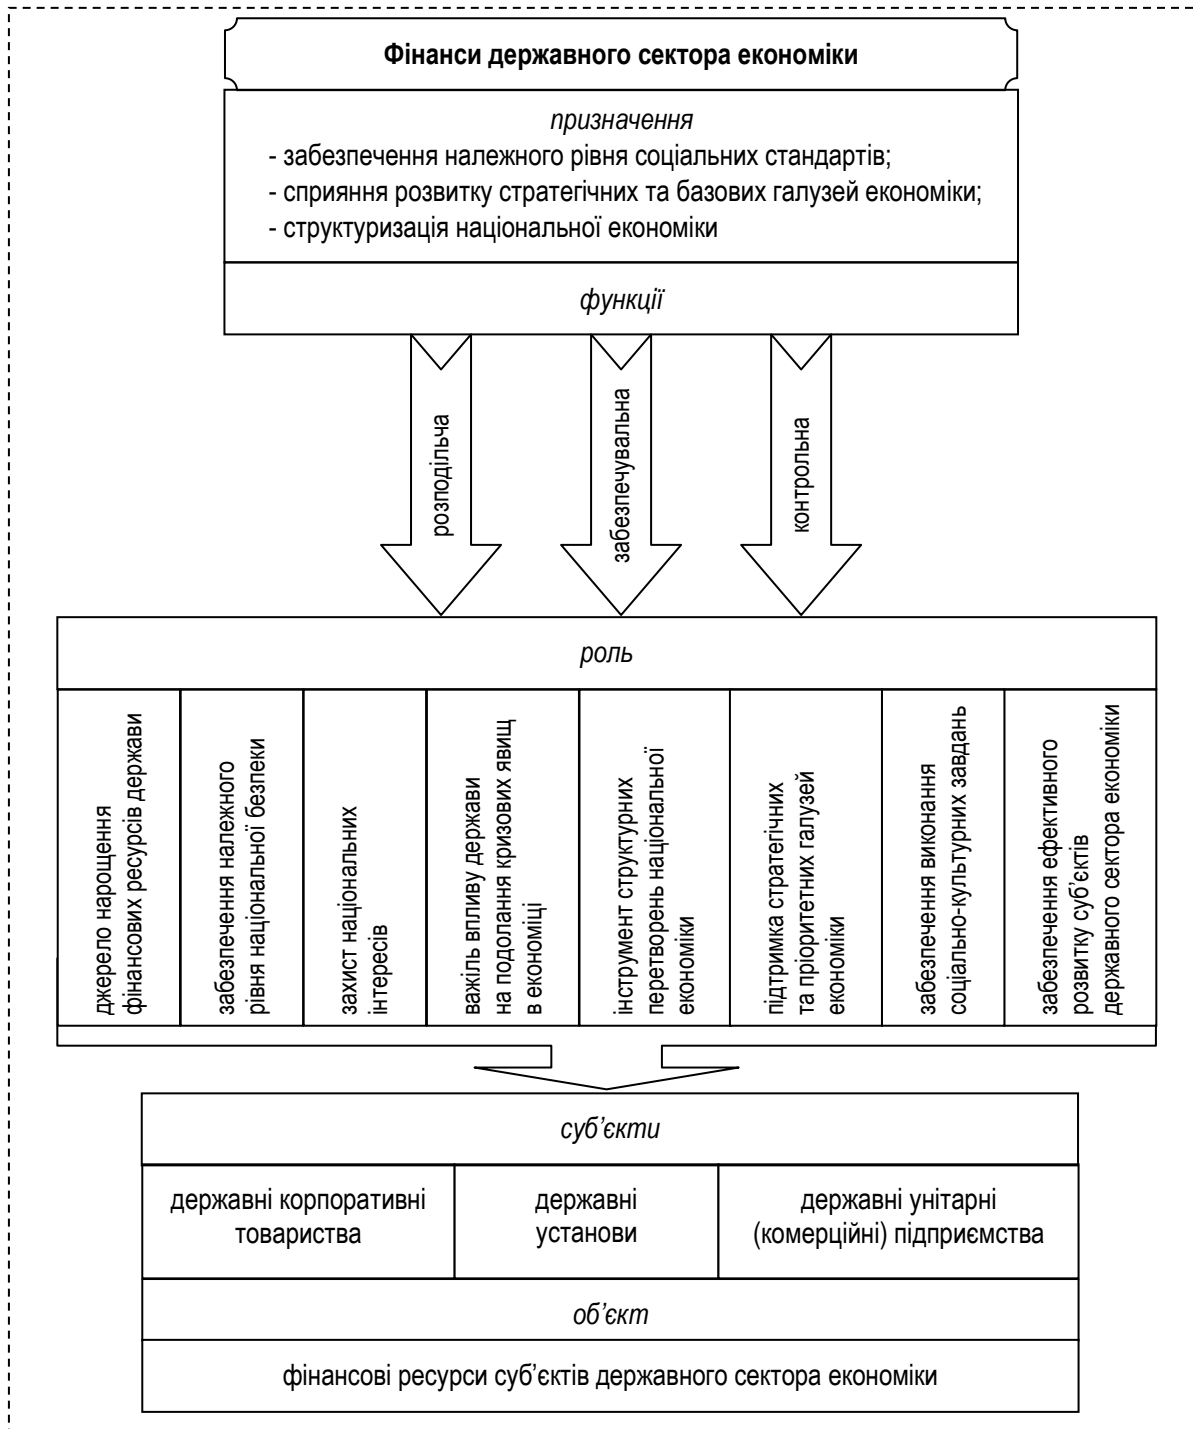 Фінанси державного сектора економіки
призначення
- забезпечення належного рівня соціальних стандартів;
- сприяння розвитку стратегічних та базових галузей економіки;
- структуризація національної економіки
функції
розподільча
забезпечувальна
контрольна
роль
джерело нарощення
фінансових ресурсів держави
забезпечення належного
рівня національної безпеки
захист національних
інтересів
важіль впливу держави
на подолання кризових явищ
в економіці
інструмент структурних
перетворень національної
економіки
підтримка стратегічних
та пріоритетних галузей
економіки
забезпечення виконання
соціально-культурних завдань
забезпечення ефективного
розвитку суб’єктів
державного сектора економіки
суб’єкти
державні корпоративні
товариства
державні
установи
державні унітарні
(комерційні) підприємства
об’єкт
фінансові ресурси суб’єктів державного сектора економіки